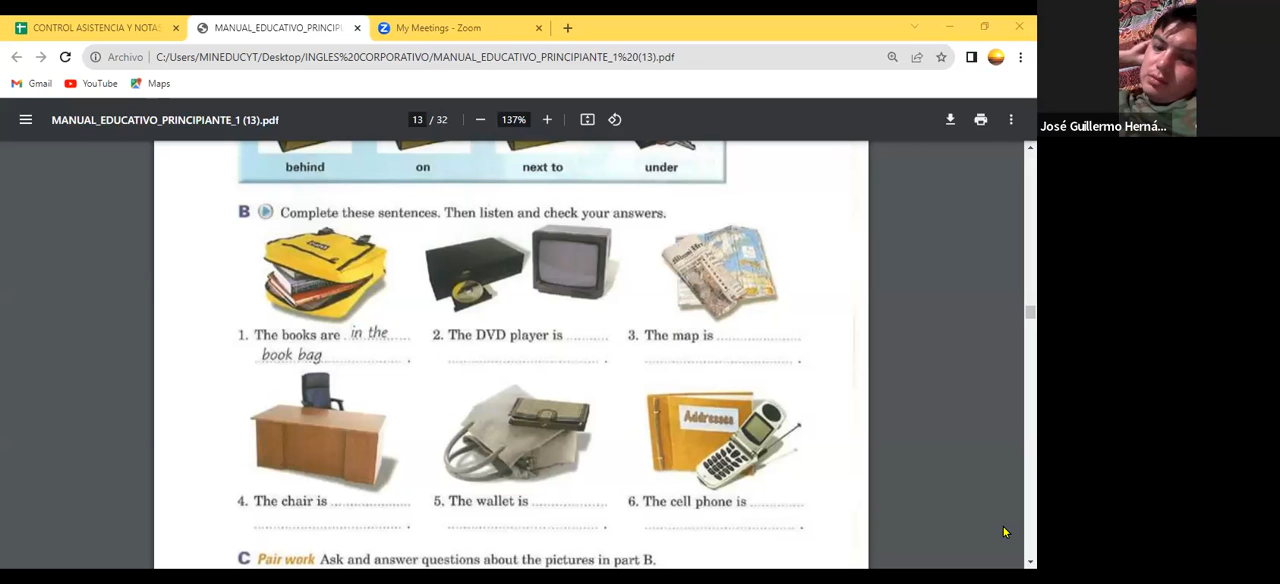 CONTROL ASISTENCIA Y NOTAS
MANUAL_EDUCATIVO_PRINCIPI
My Meetings - Zoom
Archivo
C:/Users/MINEDUCYT/Desktop/INGLES%20CORPORATIVO/MANUAL_EDUCATIVO_PRINCIPIANTE_1%20(13).pdf
Gmail
YouTube
Maps
MANUAL_EDUCATIVO_PRINCIPIANTE_1 (13).pdf
13 / 32
137%
José Guillermo Herná...
behind on next to under
B Complete these sentences. Then listen and check your answers.
1. The books are in the
book bag .
2. The DVD player is ..........
.
3. The map is ....................
.
Addresses
4. The chair is ....................
.
5. The wallet is ..................
.
6. The cell phone is .............
.
C Pair work Ask and answer questions about the pictures in part B.